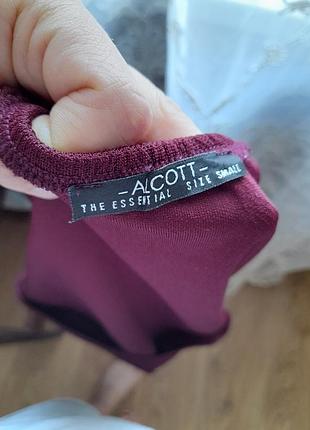 -ALCOTT-
THE ESSENTIAL SIZE SMALL